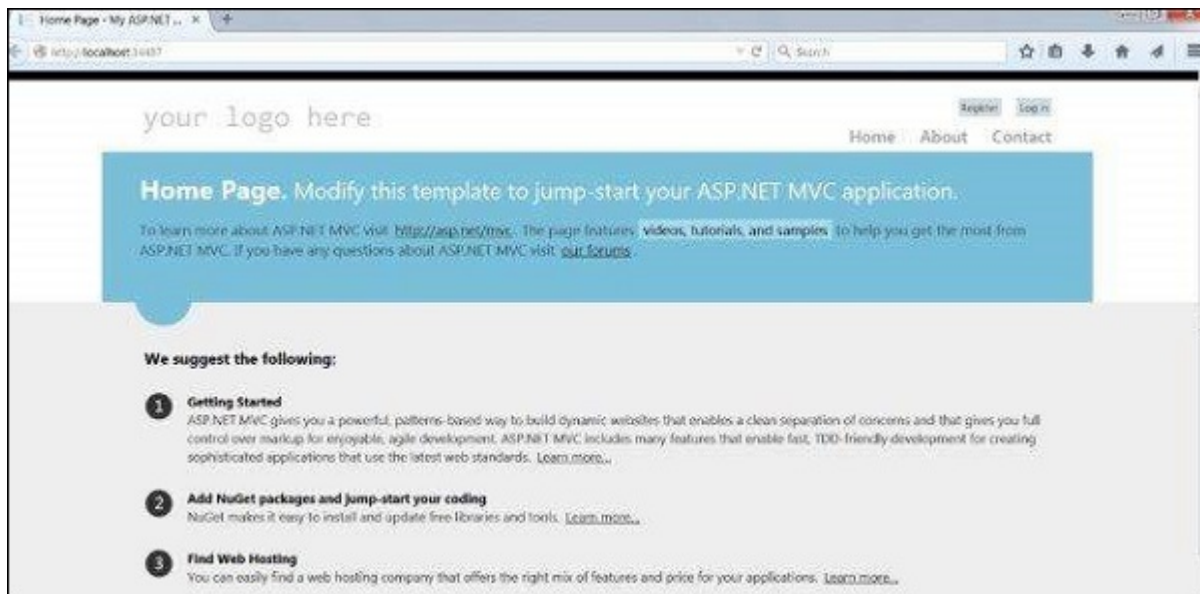 Home Page - My ASP.NET ...
localhost
Search
your logo here
Register Log in
Home About Contact
Home Page. Modify this template to jump-start your ASP.NET MVC application.
To learn more about ASP.NET MVC visit http://asp.net/mvc. The page features videos, tutorials, and samples to help you get the most from
ASP.NET MVC. If you have any questions about ASP.NET MVC visit our forums.
We suggest the following:
1 Getting Started
ASP.NET MVC gives you a powerful, patterns-based way to build dynamic websites that enables a clean separation of concerns and that gives you full
control over markup for enjoyable, agile development. ASP.NET MVC includes many features that enable fast, TDD-friendly development for creating
sophisticated applications that use the latest web standards. Learn more...
2 Add NuGet packages and jump-start your coding
NuGet makes it easy to install and update free libraries and tools. Learn more...
3 Find Web Hosting
You can easily find a web hosting company that offers the right mix of features and price for your applications. Learn more...